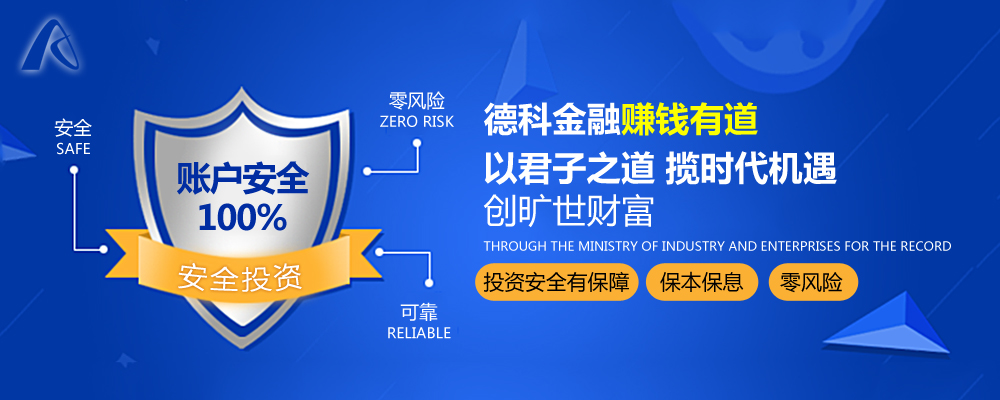 安全
SAFE
零风险
ZERO RISK
账户安全
100%
安全投资
可靠
RELIABLE
德科金融赚钱有道
以君子之道 揽时代机遇
创旷世财富
THROUGH THE MINISTRY OF INDUSTRY AND ENTERPRISES FOR THE RECORD
投资安全有保障 保本保息 零风险